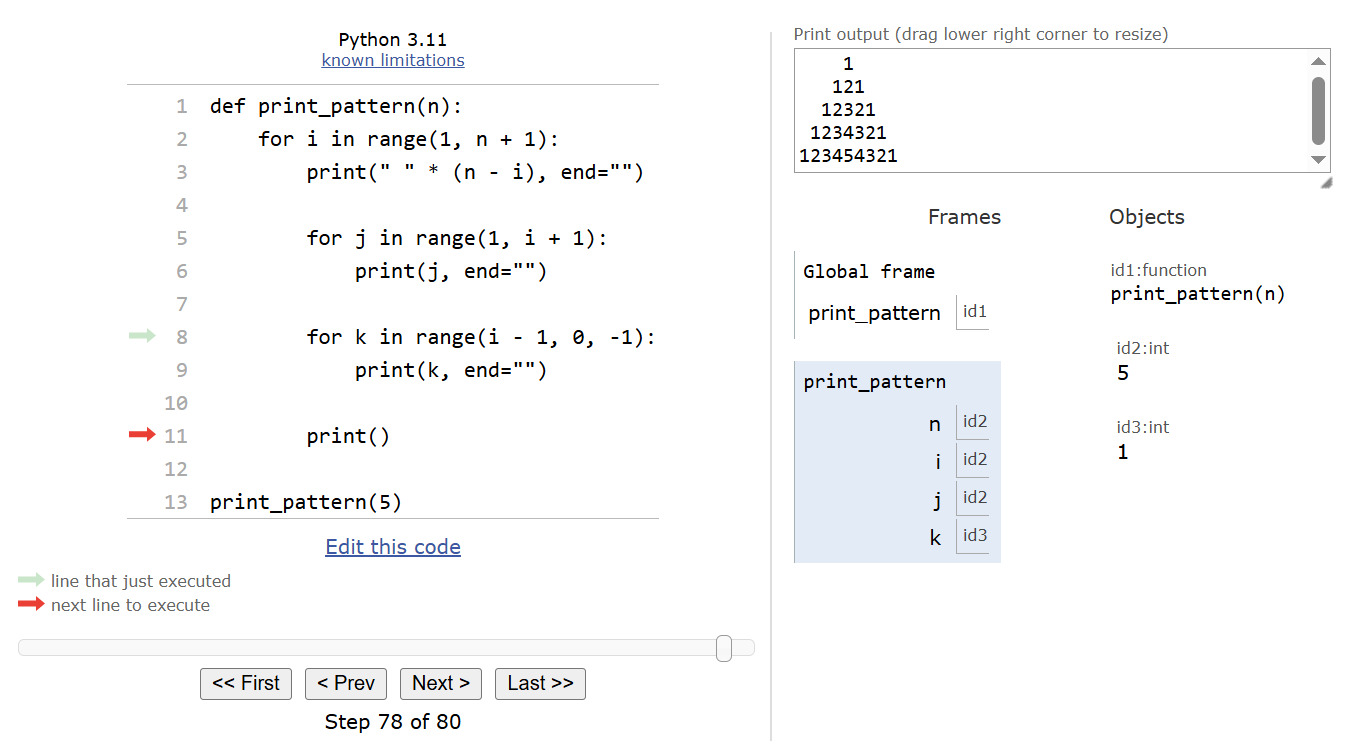 Python 3.11
known limitations
1 def print_pattern(n):
2     for i in range(1, n + 1):
3         print(" " * (n - i), end="")
4
5         for j in range(1, i + 1):
6             print(j, end="")
7
8         for k in range(i - 1, 0, -1):
9             print(k, end="")
10
11         print()
12
13 print_pattern(5)
Edit this code
line that just executed
next line to execute
<< First < Prev Next > Last >>
Step 78 of 80
Print output (drag lower right corner to resize)
    1
   121
  12321
 1234321
123454321
Frames Objects
Global frame
print_pattern id1
print_pattern
n id2
i id2
j id2
k id3
id1:function
print_pattern(n)
id2:int
5
id3:int
1